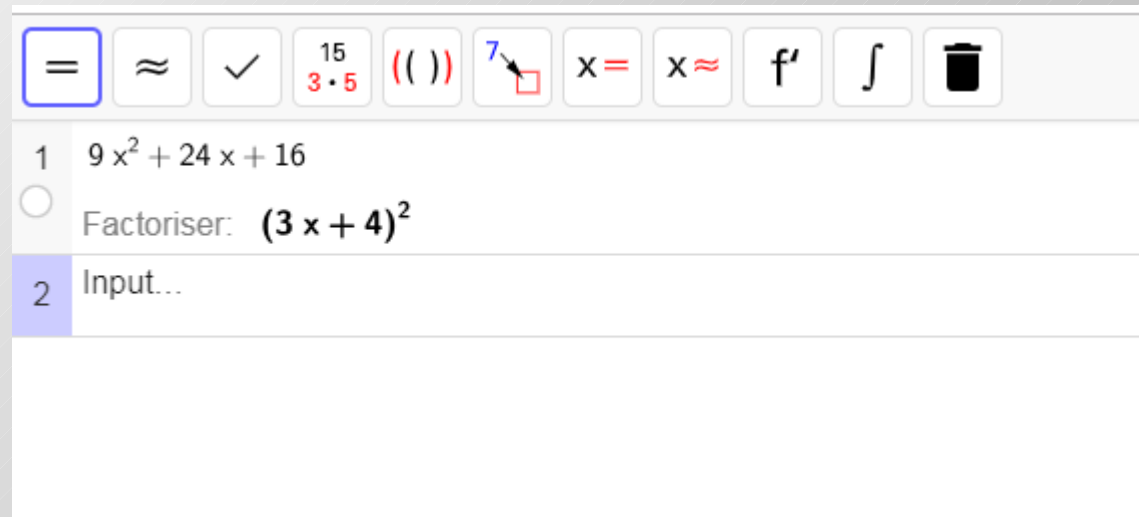 = ≈ ✓ 15 3·5 (( )) 7 x= x≈ f′ ∫
1 9 x² + 24 x + 16
Factoriser: (3 x + 4)²
2 Input...